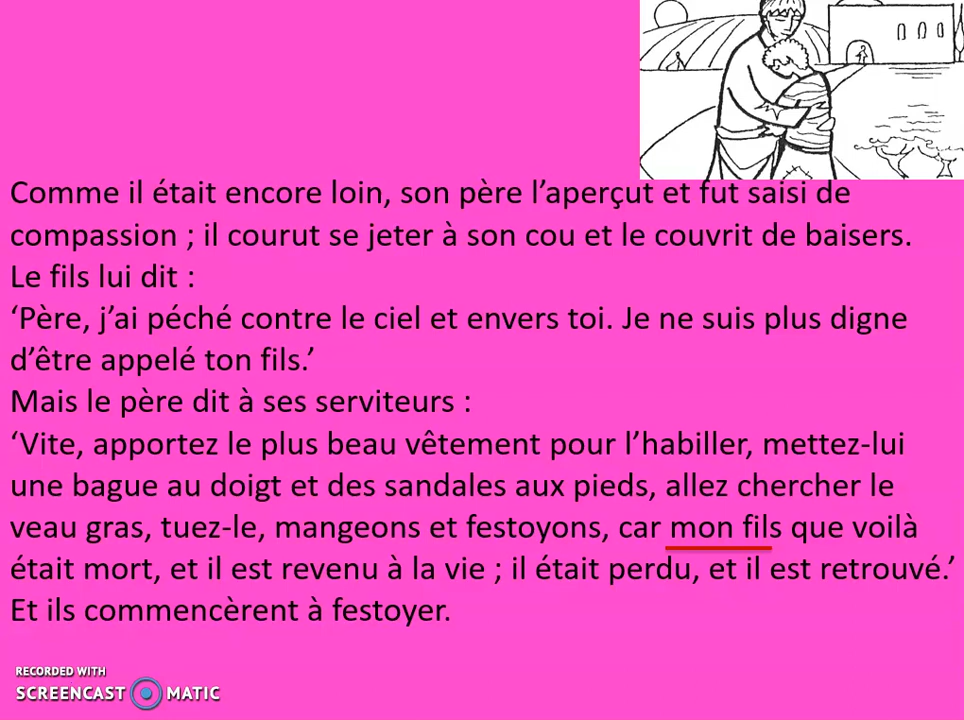 Comme il était encore loin, son père l’aperçut et fut saisi de
compassion ; il courut se jeter à son cou et le couvrit de baisers.
Le fils lui dit :
‘Père, j’ai péché contre le ciel et envers toi. Je ne suis plus digne
d’être appelé ton fils.’
Mais le père dit à ses serviteurs :
‘Vite, apportez le plus beau vêtement pour l’habiller, mettez-lui
une bague au doigt et des sandales aux pieds, allez chercher le
veau gras, tuez-le, mangeons et festoyons, car mon fils que voilà
était mort, et il est revenu à la vie ; il était perdu, et il est retrouvé.’
Et ils commencèrent à festoyer.
RECORDED WITH
SCREENCAST MATIC